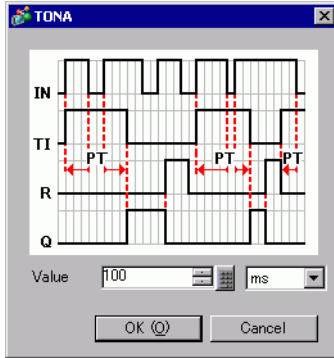 TONA
IN
TI
PT PT PT
R
Q
Value 100 ms
OK (O) Cancel